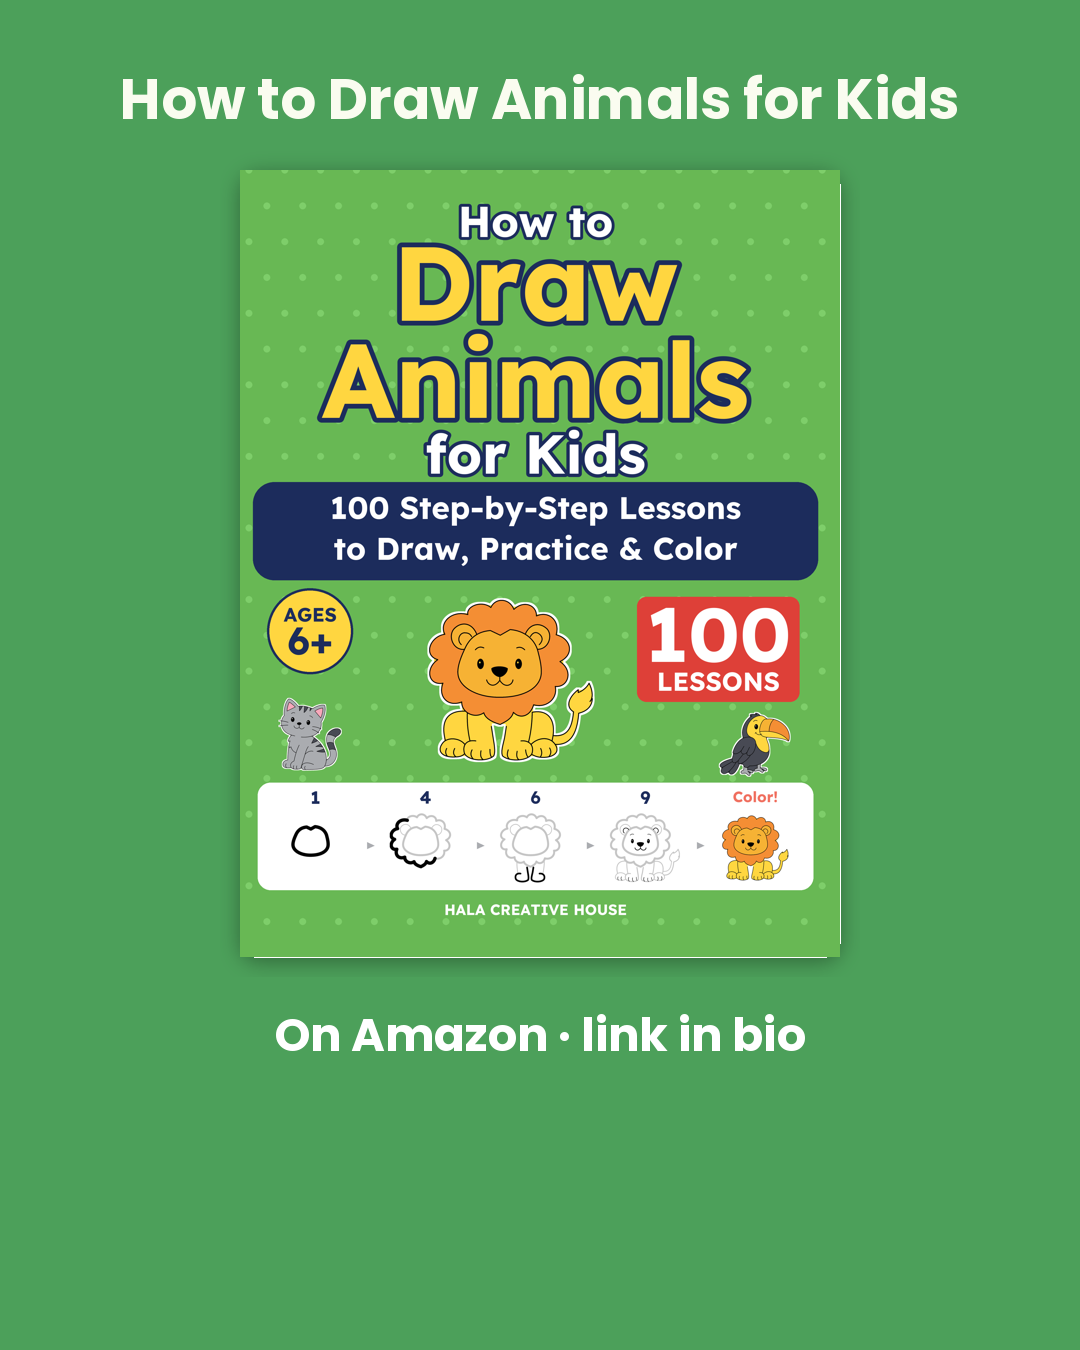 How to Draw Animals for Kids
How to
Draw
Animals
for Kids
100 Step-by-Step Lessons
to Draw, Practice & Color
AGES
6+
100
LESSONS
1 4 6 9 Color!
HALA CREATIVE HOUSE
On Amazon · link in bio